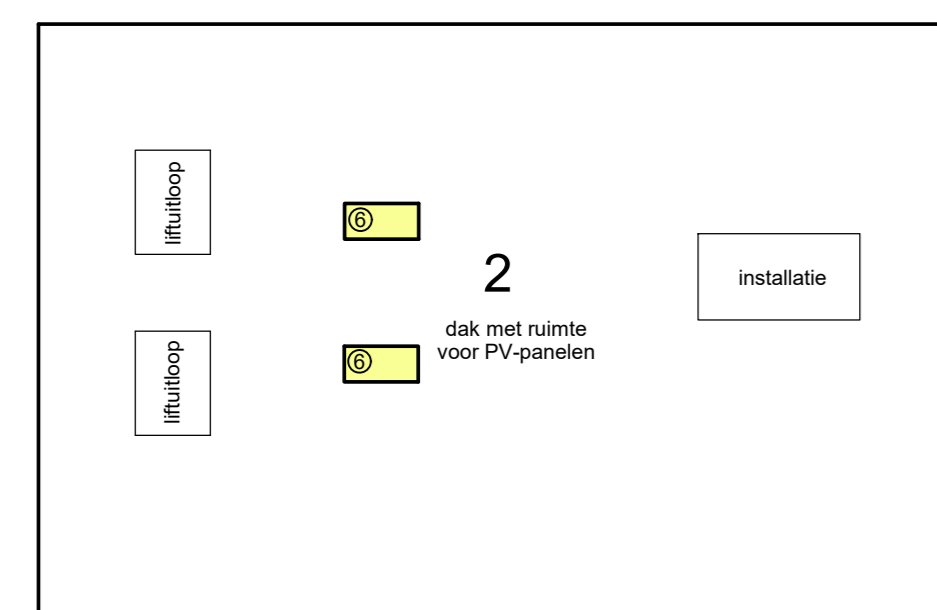 liftuitloop
⑥
2
installatie
dak met ruimte
voor PV-panelen
liftuitloop
⑥